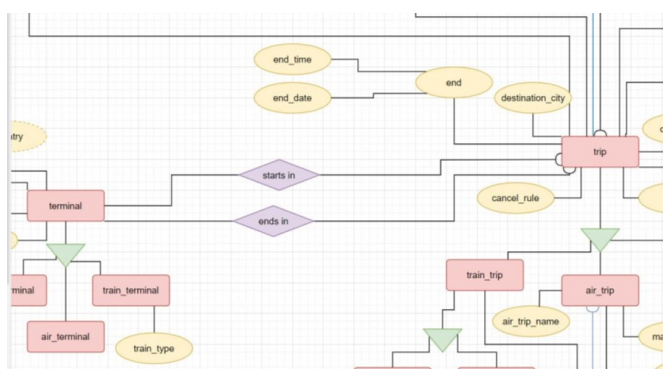 end_time
end
end_date
destination_city
trip
starts in
cancel_rule
terminal
ends in
train_trip
train_terminal
air_trip
air_trip_name
air_terminal
train_type